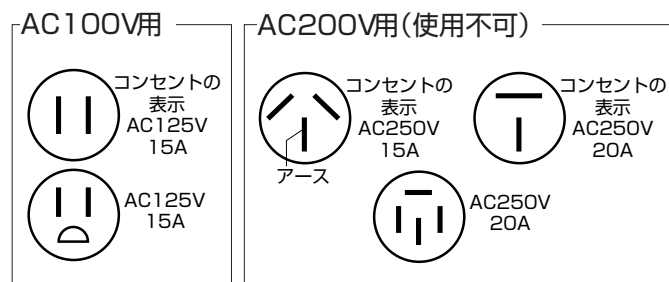 AC100V用
コンセントの
表示
AC125V
15A
AC125V
15A
AC200V用(使用不可)
コンセントの
表示
AC250V
15A
アース
コンセントの
表示
AC250V
20A
AC250V
20A